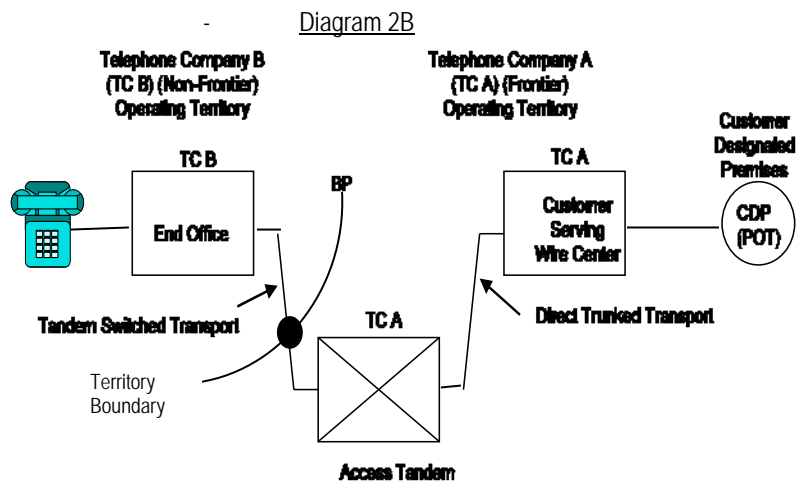 -
Diagram 2B
Telephone Company B
(TC B) (Non-Frontier)
Operating Territory
Telephone Company A
(TC A) (Frontier)
Operating Territory
Customer
Designated
Premises
TC B
BP
TC A
End Office
Customer
Serving
Wire Center
CDP
(POT)
Tandem Switched Transport
TC A
Direct Trunked Transport
Territory
Boundary
Access Tandem